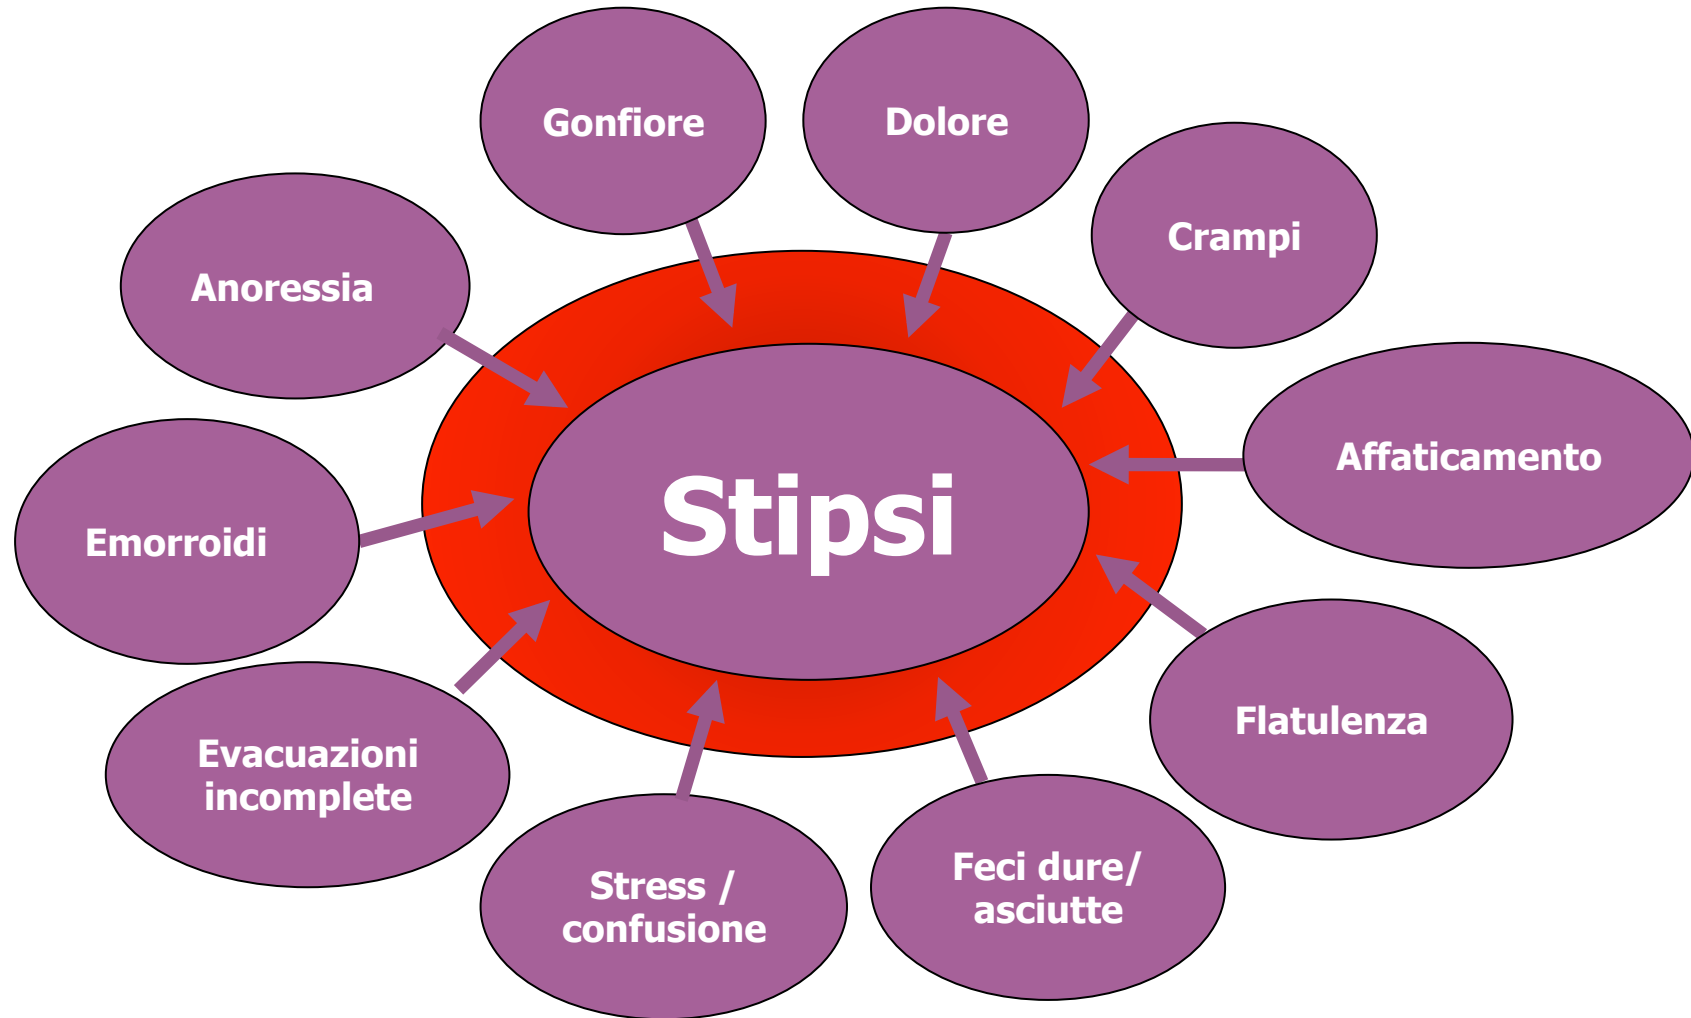 Gonfiore
Dolore
Crampi
Anoressia
Affaticamento
Stipsi
Emorroidi
Flatulenza
Evacuazioni
incomplete
Stress /
confusione
Feci dure/
asciutte